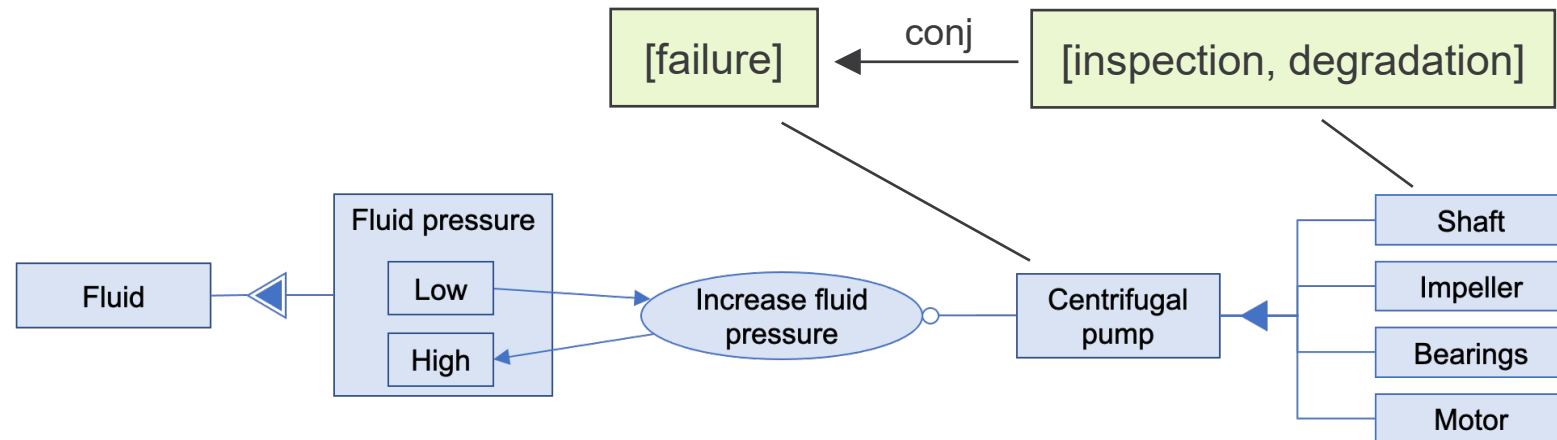 conj
[failure]
[inspection, degradation]
Fluid pressure
Low
High
Fluid
Increase fluid
pressure
Centrifugal
pump
Shaft
Impeller
Bearings
Motor